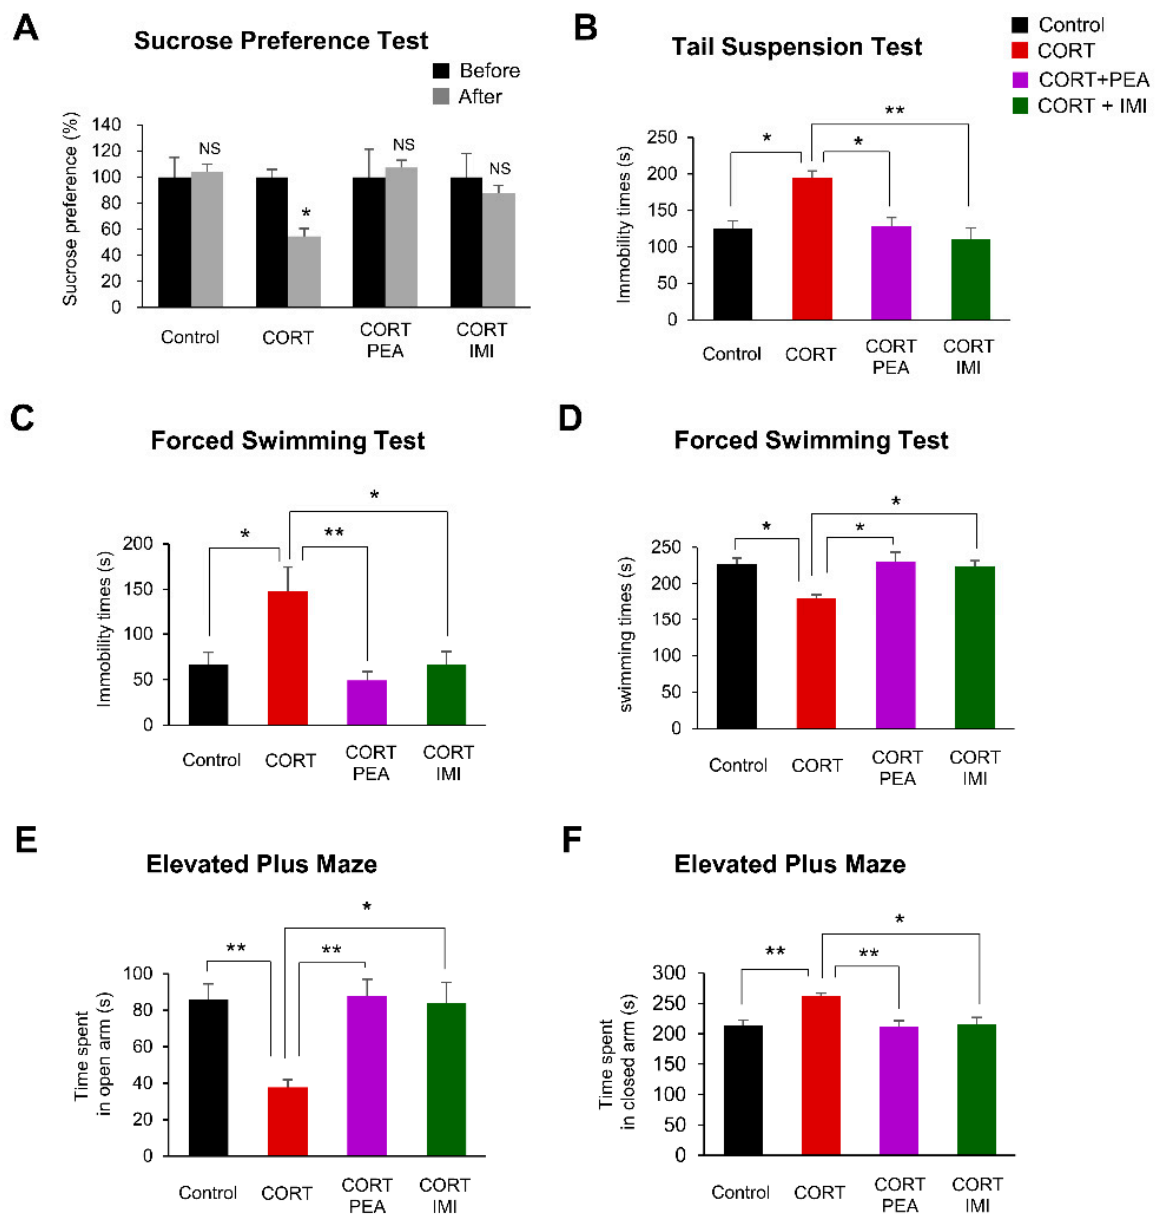 A
Sucrose Preference Test
Before
After
Sucrose preference (%)
140
120
100
80
60
40
20
0
NS
*
NS
NS
Control
CORT
CORT
PEA
CORT
IMI
B
Tail Suspension Test
Control
CORT
CORT+PEA
CORT + IMI
Immobility times (s)
250
200
150
100
50
0
*
*
**
Control
CORT
CORT
PEA
CORT
IMI
C
Forced Swimming Test
Immobility times (s)
200
150
100
50
0
*
**
*
Control
CORT
CORT
PEA
CORT
IMI
D
Forced Swimming Test
swimming times (s)
250
200
150
100
50
0
*
*
*
Control
CORT
CORT
PEA
CORT
IMI
E
Elevated Plus Maze
Time spent
in open arm (s)
100
80
60
40
20
0
**
**
*
Control
CORT
CORT
PEA
CORT
IMI
F
Elevated Plus Maze
Time spent
in closed arm (s)
300
250
200
150
100
50
0
**
**
*
Control
CORT
CORT
PEA
CORT
IMI